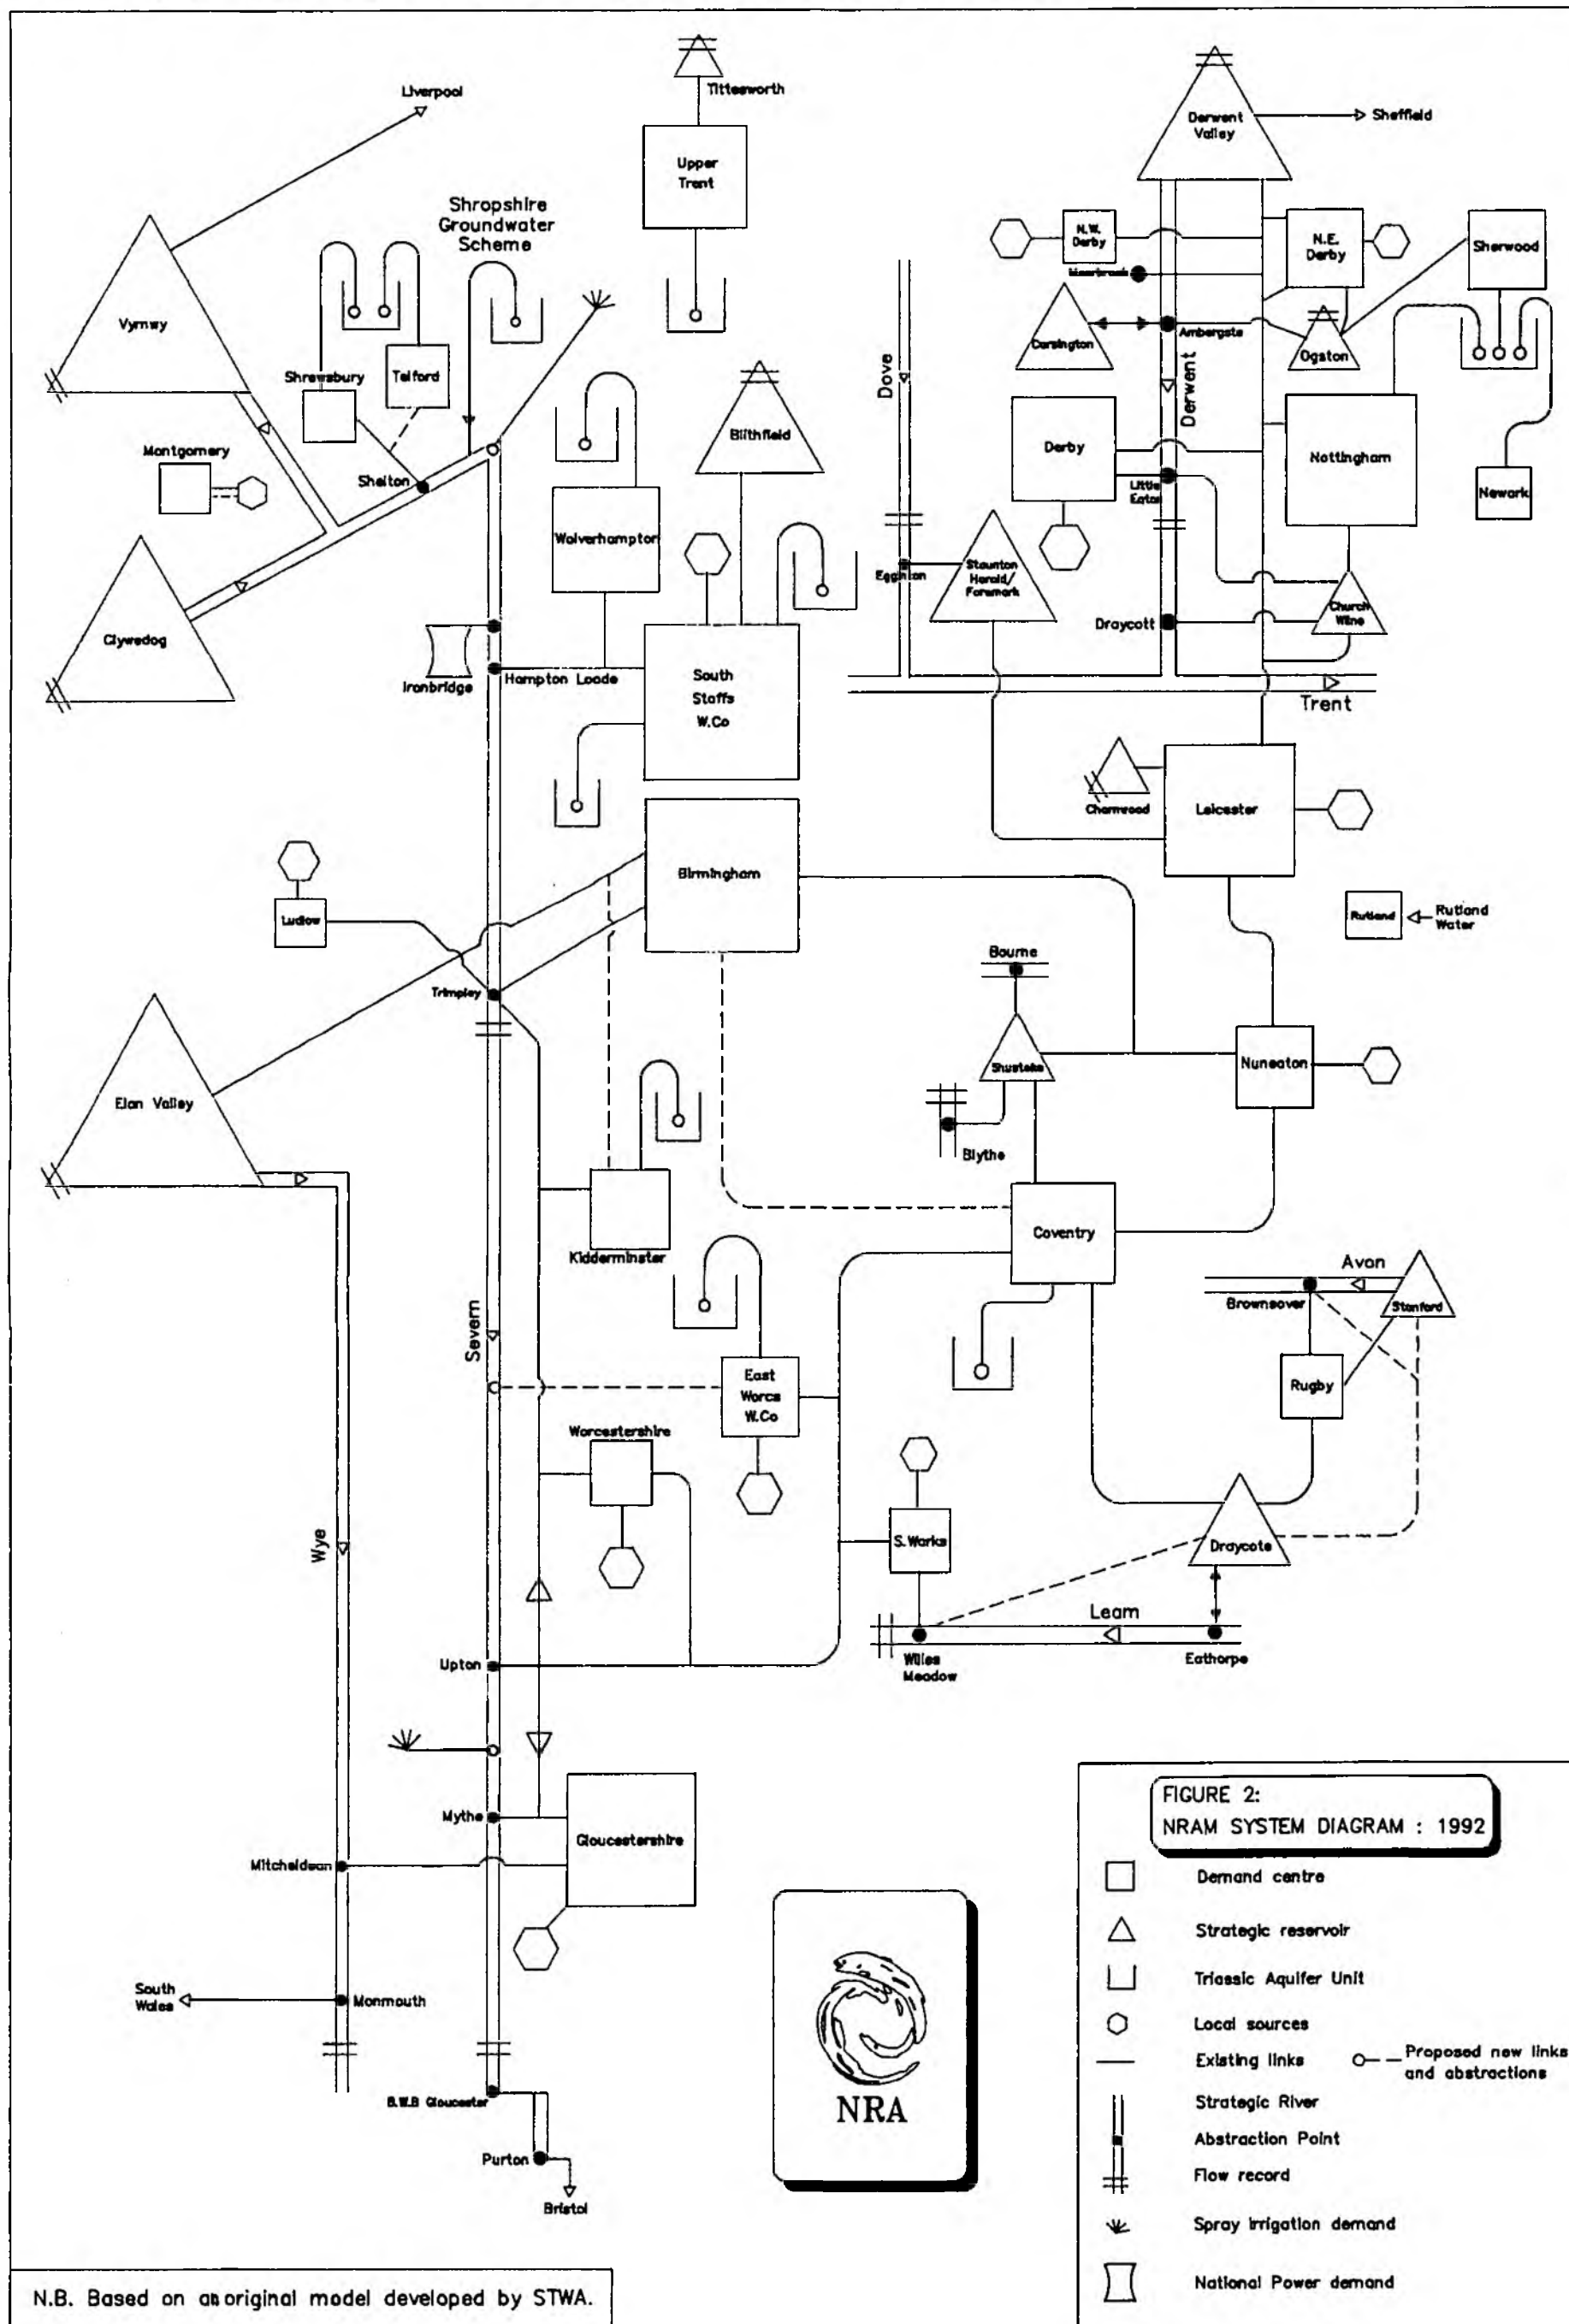 Liverpool
Tittesworth
Derwent
Valley
Sheffield
Upper
Trent
Shropshire
Groundwater
Scheme
N.W.
Derby
N.E.
Derby
Sherwood
Vyrnwy
Carsington
Ambergate
Ogston
Shrewsbury
Telford
Dove
Derwent
Blithfield
Derby
Nottingham
Montgomery
Shelton
Little
Eaton
Newark
Wolverhampton
Egginton
Staunton
Herald/
Foremark
Church
Wilne
Draycott
Clywedog
Ironbridge
Hampton Loade
South
Staffs
W.Co
Trent
Charnwood
Leicester
Birmingham
Ludlow
Rutland
Rutland
Water
Bourne
Trimpley
Shustoke
Nuneaton
Elan Valley
Blythe
Coventry
Kidderminster
Avon
Brownsover
Stanford
Severn
East
Worcs
W.Co
Rugby
Worcestershire
Wye
S.Warks
Draycote
Leam
Upton
Willes
Meadow
Eathorpe
Mythe
Gloucestershire
Mitcheldean
South
Wales
Monmouth
B.W.B Gloucester
Purton
Bristol
NRA
FIGURE 2:
NRAM SYSTEM DIAGRAM : 1992
Demand centre
Strategic reservoir
Triassic Aquifer Unit
Local sources
Existing links
Proposed new links
and abstractions
Strategic River
Abstraction Point
Flow record
Spray irrigation demand
National Power demand
N.B. Based on an original model developed by STWA.